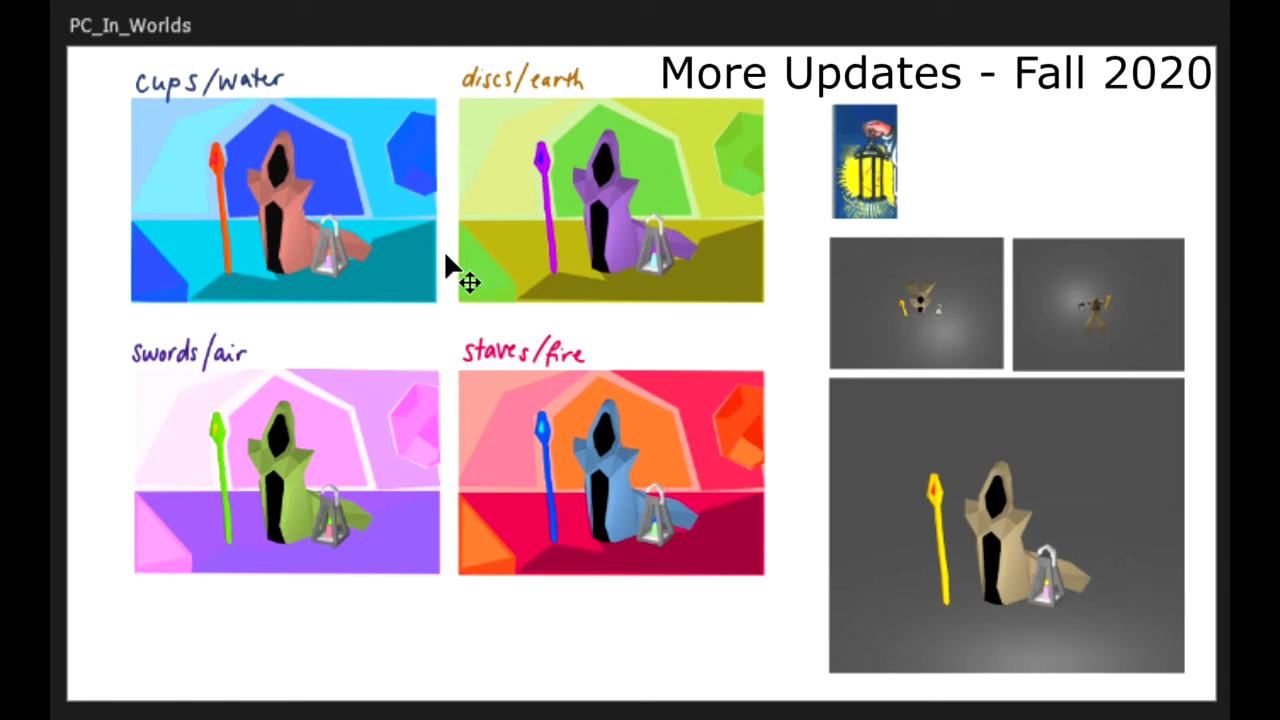 PC_In_Worlds
More Updates - Fall 2020
cups/water
discs/earth
swords/air
staves/fire